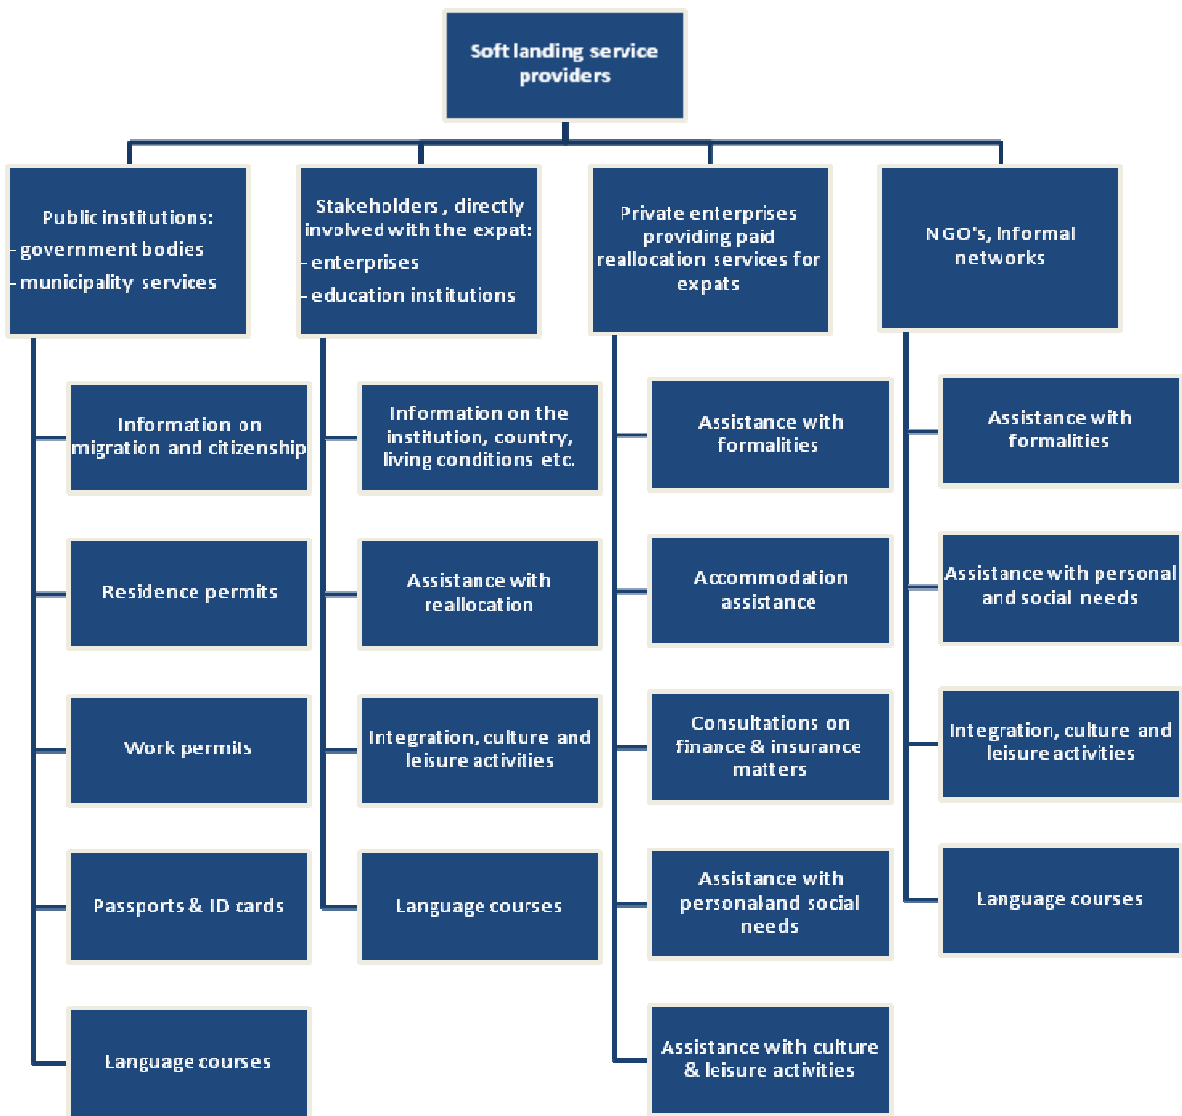 Soft landing service
providers
Public institutions:
- government bodies
- municipality services
Stakeholders , directly
involved with the expat:
- enterprises
- education institutions
Private enterprises
providing paid
reallocation services for
expats
NGO's, Informal
networks
Information on
migration and citizenship
Residence permits
Work permits
Passports & ID cards
Language courses
Information on the
institution, country,
living conditions etc.
Assistance with
reallocation
Integration, culture and
leisure activities
Language courses
Assistance with
formalities
Accommodation
assistance
Consultations on
finance & insurance
matters
Assistance with
personal and social
needs
Assistance with culture
& leisure activities
Assistance with
formalities
Assistance with personal
and social needs
Integration, culture and
leisure activities
Language courses